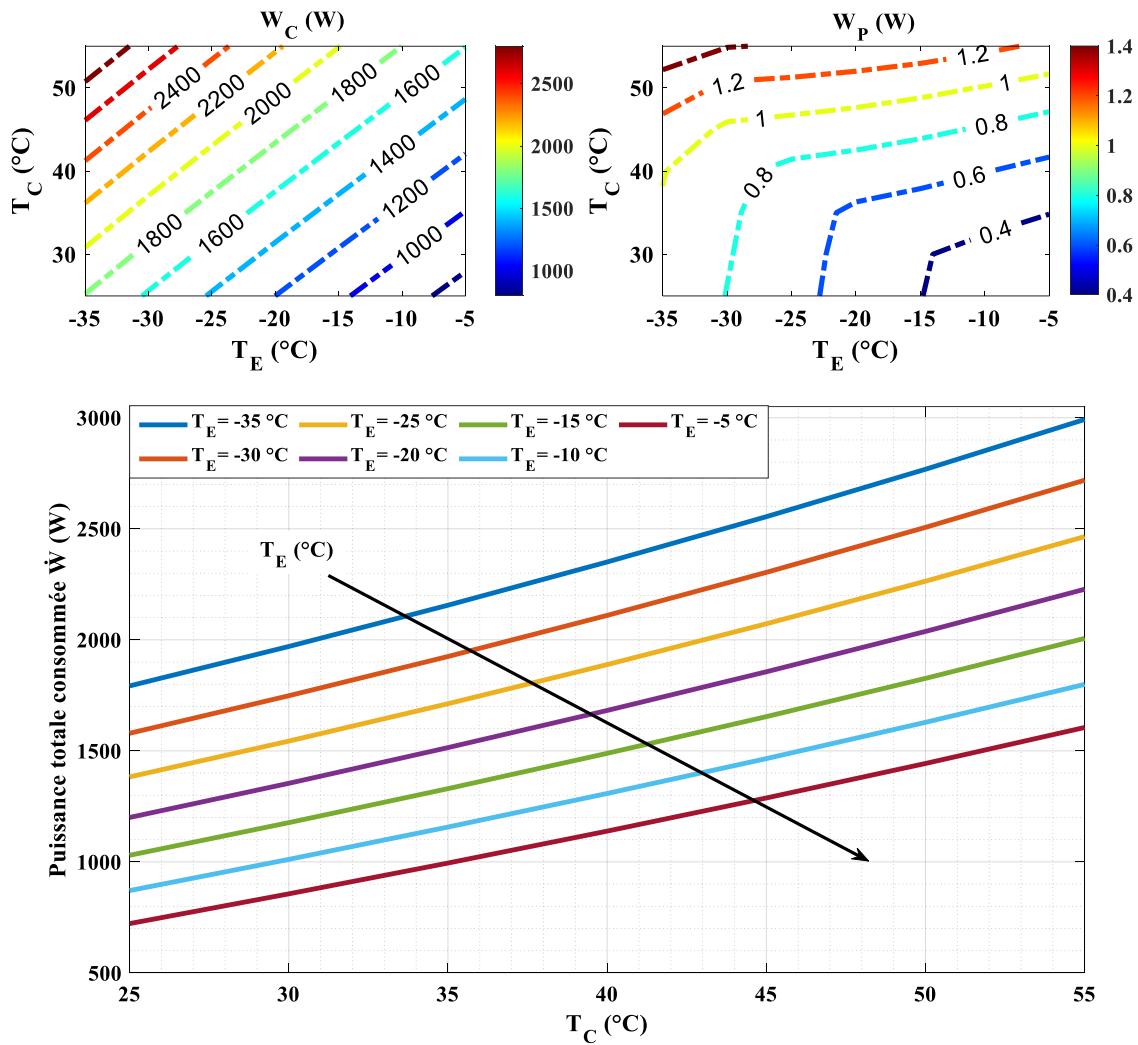 W_C (W)
50
40
30
T_C (°C)
2400
2200
2000
1800
1600
1400
1200
1000
1800
1600
-35 -30 -25 -20 -15 -10 -5
T_E (°C)
2500
2000
1500
1000
W_P (W)
50
40
30
T_C (°C)
1.2
1.2
1
1
0.8
0.8
0.6
0.4
-35 -30 -25 -20 -15 -10 -5
T_E (°C)
1.4
1.2
1
0.8
0.6
0.4
T_E= -35 °C T_E= -25 °C T_E= -15 °C T_E= -5 °C
T_E= -30 °C T_E= -20 °C T_E= -10 °C
T_E (°C)
Puissance totale consommée Ẇ (W)
3000
2500
2000
1500
1000
500
25 30 35 40 45 50 55
T_C (°C)